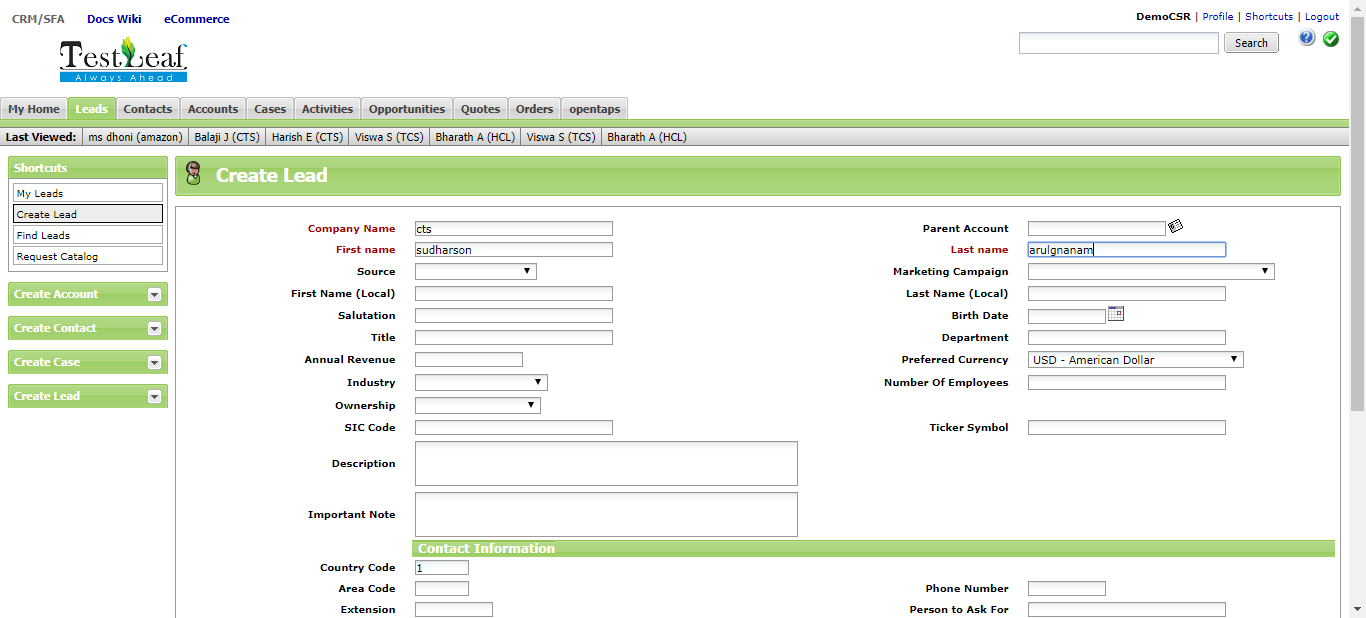 CRM/SFA Docs Wiki eCommerce
DemoCSR | Profile | Shortcuts | Logout
TestLeaf
Always Ahead
Search
My Home Leads Contacts Accounts Cases Activities Opportunities Quotes Orders opentaps
Last Viewed: ms dhoni (amazon) Balaji J (CTS) Harish E (CTS) Viswa S (TCS) Bharath A (HCL) Viswa S (TCS) Bharath A (HCL)
Shortcuts
My Leads
Create Lead
Find Leads
Request Catalog
Create Account
Create Contact
Create Case
Create Lead
Create Lead
Company Name cts Parent Account
First name sudharson Last name arulgnanam
Source Marketing Campaign
First Name (Local) Last Name (Local)
Salutation Birth Date
Title Department
Annual Revenue Preferred Currency USD - American Dollar
Industry Number Of Employees
Ownership
SIC Code Ticker Symbol
Description
Important Note
Contact Information
Country Code 1
Area Code Phone Number
Extension Person to Ask For